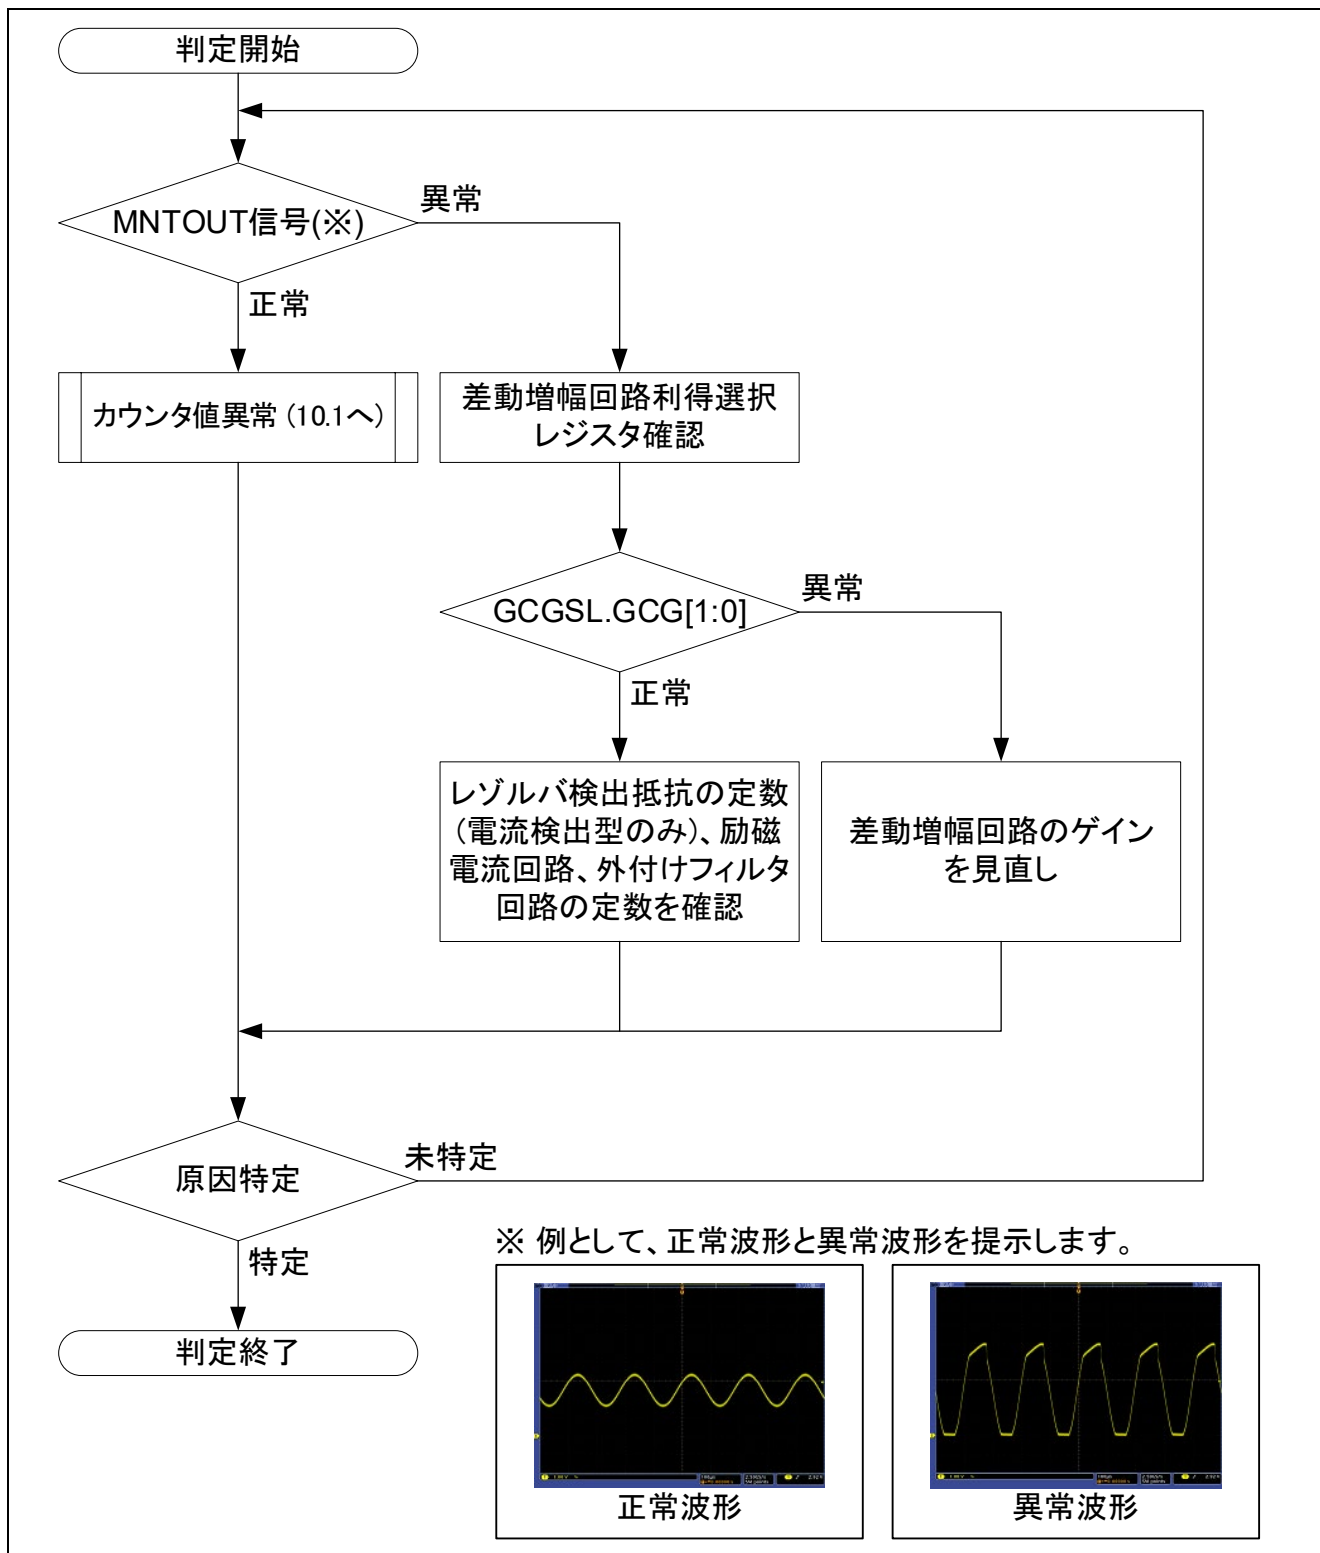 判定開始
MNTOUT信号(※)
異常
正常
カウンタ値異常 (10.1へ)
差動増幅回路利得選択
レジスタ確認
GCGSL.GCG[1:0]
異常
正常
レゾルバ検出抵抗の定数
(電流検出型のみ)、励磁
電流回路、外付けフィルタ
回路の定数を確認
差動増幅回路のゲイン
を見直し
原因特定
未特定
特定
判定終了
※ 例として、正常波形と異常波形を提示します。
正常波形
異常波形